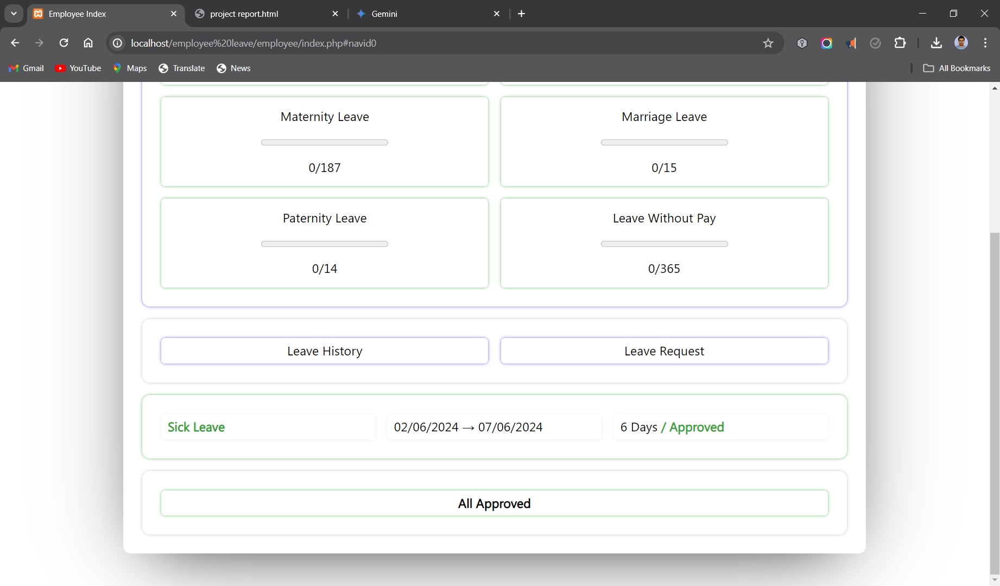 Employee Index
project report.html
Gemini
localhost/employee%20leave/employee/index.php#navid0
Gmail
YouTube
Maps
Translate
News
All Bookmarks
Maternity Leave
0/187
Marriage Leave
0/15
Paternity Leave
0/14
Leave Without Pay
0/365
Leave History
Leave Request
Sick Leave
02/06/2024 → 07/06/2024
6 Days / Approved
All Approved